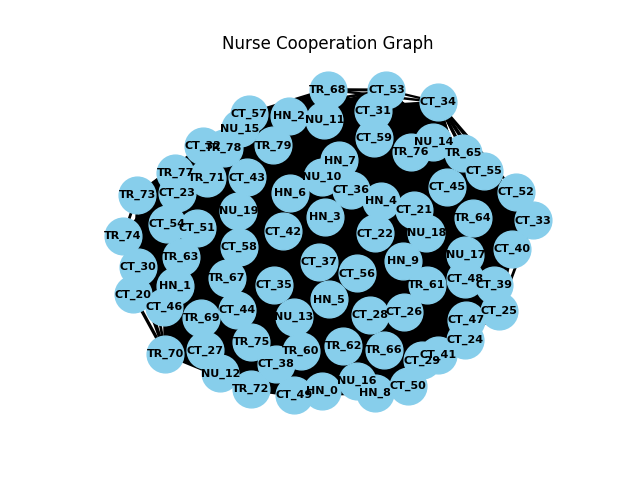 Nurse Cooperation Graph
TR_68
CT_53
CT_34
CT_57
HN_2
NU_11
CT_31
NU_15
CT_59
NU_14
CT_32
TR_78
TR_79
TR_76
TR_65
HN_7
CT_55
TR_77
TR_71
CT_43
NU_10
CT_36
CT_45
CT_52
TR_73
CT_23
HN_6
HN_4
CT_21
NU_19
HN_3
TR_64
CT_33
CT_54
CT_51
CT_42
CT_22
NU_18
TR_74
CT_58
CT_40
TR_63
NU_17
CT_30
CT_37
HN_9
CT_56
TR_67
CT_48
HN_1
CT_35
TR_61
CT_39
CT_20
CT_46
HN_5
CT_44
CT_26
CT_25
TR_69
NU_13
CT_28
CT_47
TR_75
CT_24
TR_70
CT_27
TR_60
TR_62
TR_66
CT_41
CT_29
CT_38
NU_12
NU_16
TR_72
CT_49
HN_0
HN_8
CT_50